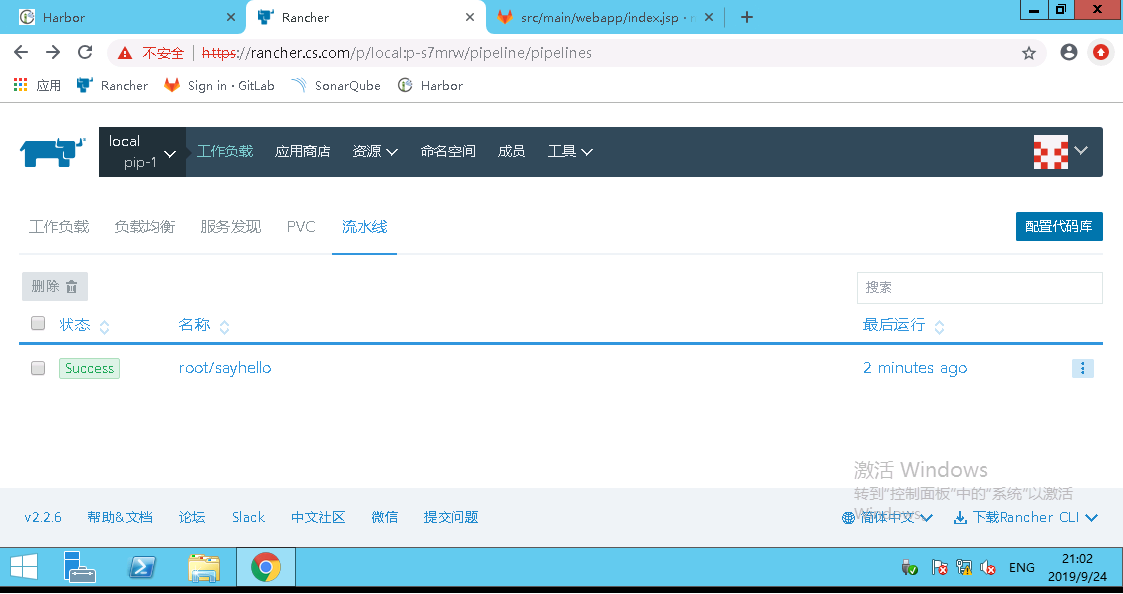 Harbor
Rancher
src/main/webapp/index.jsp ·
不安全 https://rancher.cs.com/p/local:p-s7mrw/pipeline/pipelines
应用 Rancher Sign in · GitLab SonarQube Harbor
local
pip-1
工作负载 应用商店 资源 命名空间 成员 工具
工作负载 负载均衡 服务发现 PVC 流水线 配置代码库
删除 搜索
状态 名称 最后运行
Success root/sayhello 2 minutes ago
激活 Windows
转到"控制面板"中的"系统"以激活
Windows。
v2.2.6 帮助&文档 论坛 Slack 中文社区 微信 提交问题 简体中文 下载Rancher CLI
ENG 21:02
2019/9/24